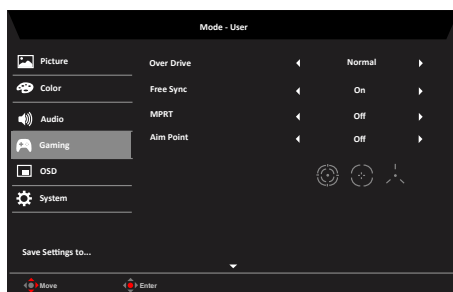 Mode - User
Picture
Over Drive Normal
Color
Free Sync On
Audio
MPRT Off
Gaming
Aim Point Off
OSD
System
Save Settings to...
Move Enter